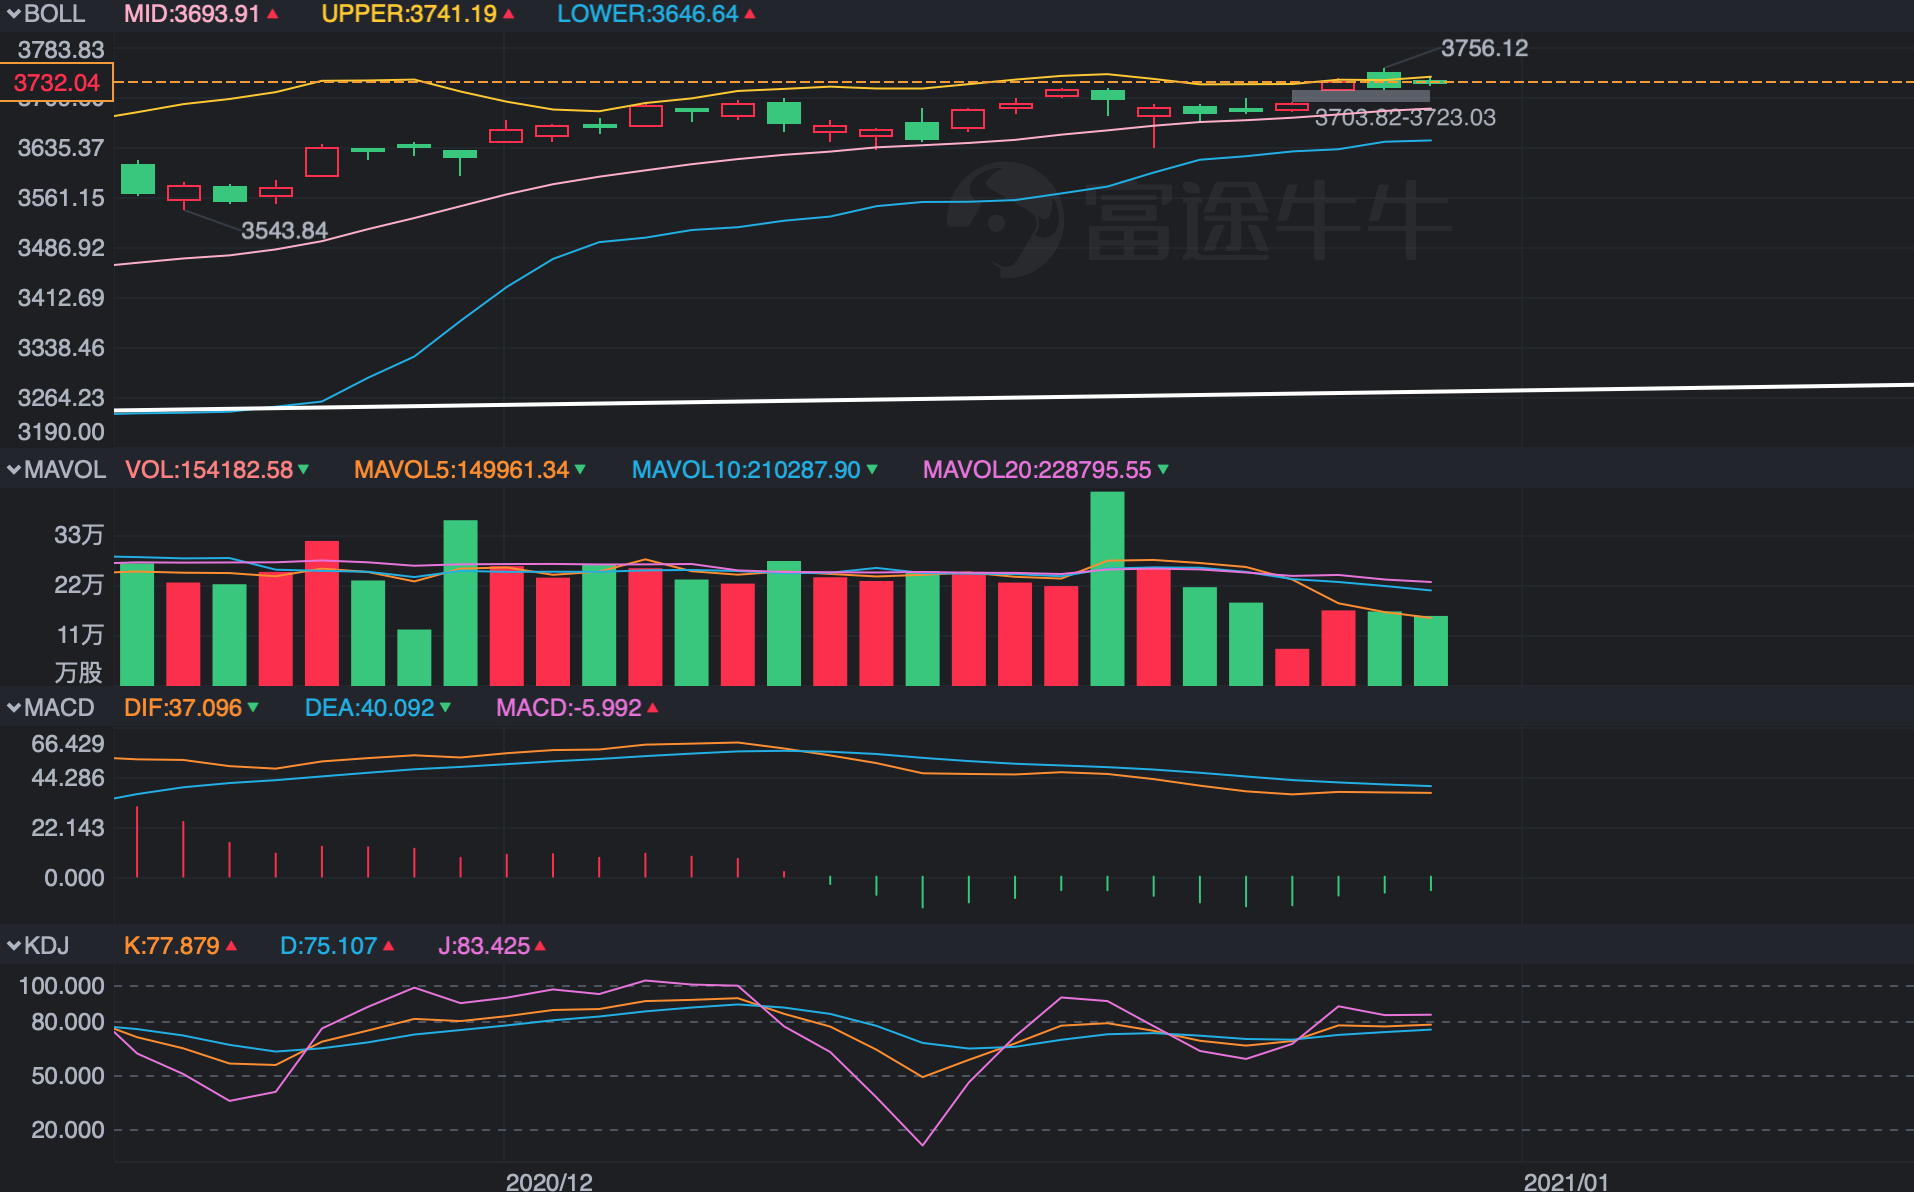 BOLL MID:3693.91 UPPER:3741.19 LOWER:3646.64
3783.83
3756.12
3732.04
3703.82-3723.03
3635.37
3561.15
3543.84
富途牛牛
3486.92
3412.69
3338.46
3264.23
3190.00
MAVOL VOL:154182.58 MAVOL5:149961.34 MAVOL10:210287.90 MAVOL20:228795.55
33万
22万
11万
万股
MACD DIF:37.096 DEA:40.092 MACD:-5.992
66.429
44.286
22.143
0.000
KDJ K:77.879 D:75.107 J:83.425
100.000
80.000
50.000
20.000
2020/12 2021/01